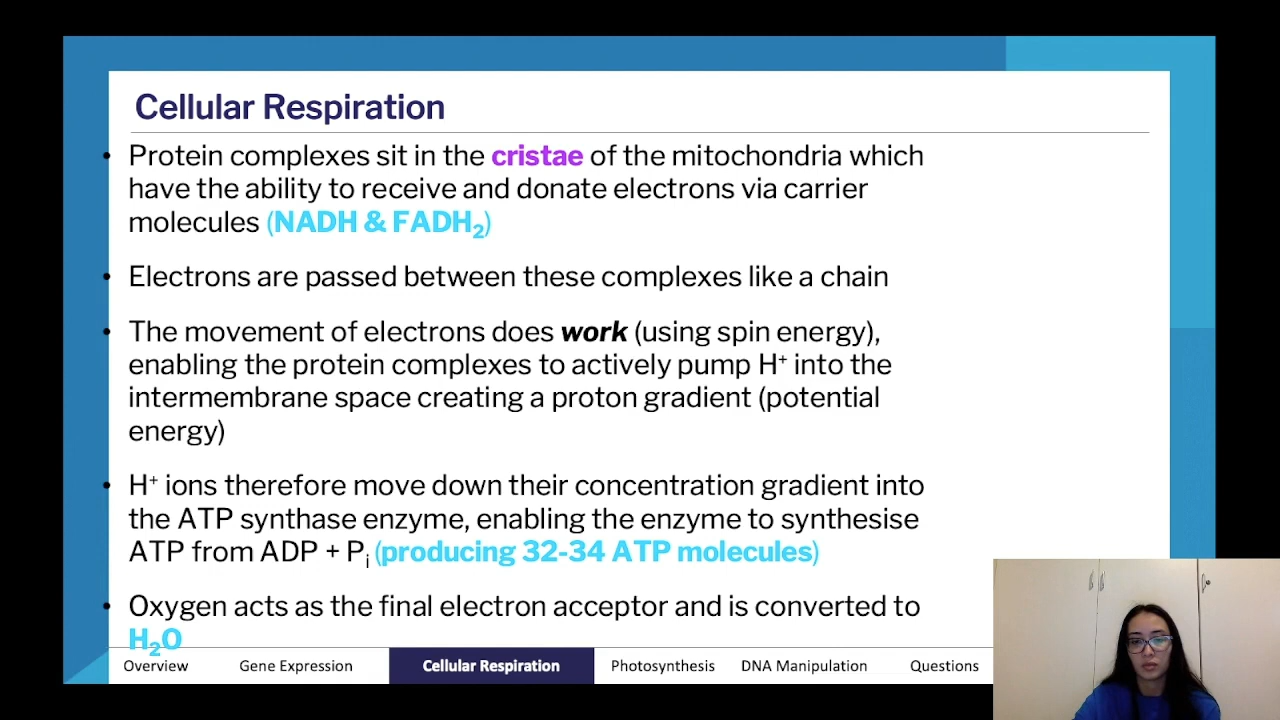 Cellular Respiration
• Protein complexes sit in the cristae of the mitochondria which
have the ability to receive and donate electrons via carrier
molecules (NADH & FADH₂)
• Electrons are passed between these complexes like a chain
• The movement of electrons does work (using spin energy),
enabling the protein complexes to actively pump H⁺ into the
intermembrane space creating a proton gradient (potential
energy)
• H⁺ ions therefore move down their concentration gradient into
the ATP synthase enzyme, enabling the enzyme to synthesise
ATP from ADP + Pᵢ (producing 32-34 ATP molecules)
• Oxygen acts as the final electron acceptor and is converted to
H₂O
Overview Gene Expression Cellular Respiration Photosynthesis DNA Manipulation Questions